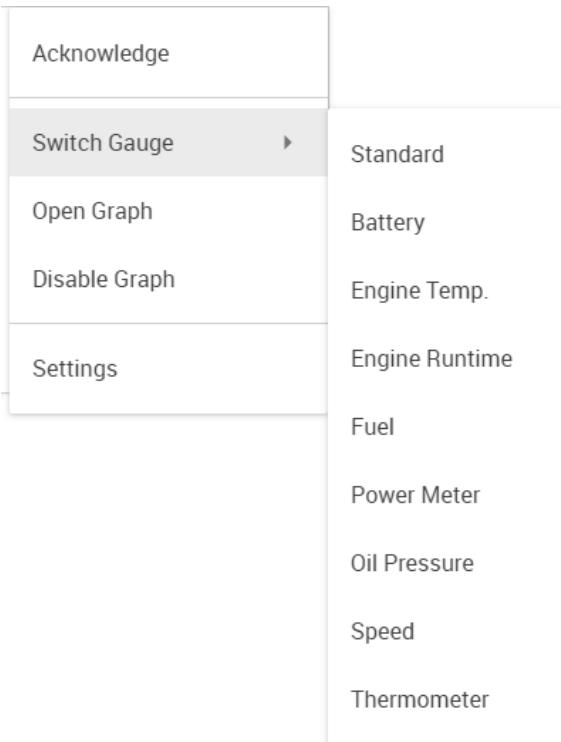 Acknowledge
Switch Gauge
Open Graph
Disable Graph
Settings
Standard
Battery
Engine Temp.
Engine Runtime
Fuel
Power Meter
Oil Pressure
Speed
Thermometer